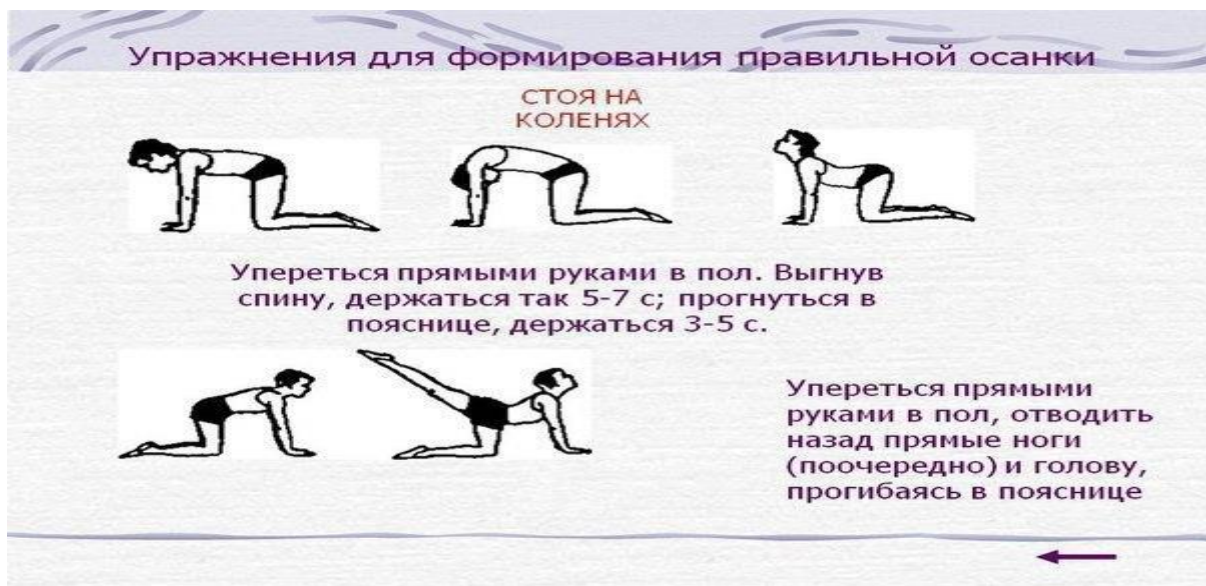 Упражнения для формирования правильной осанки
СТОЯ НА
КОЛЕНЯХ
Упереться прямыми руками в пол. Выгнув
спину, держаться так 5-7 с; прогнуться в
пояснице, держаться 3-5 с.
Упереться прямыми
руками в пол, отводить
назад прямые ноги
(поочередно) и голову,
прогибаясь в пояснице